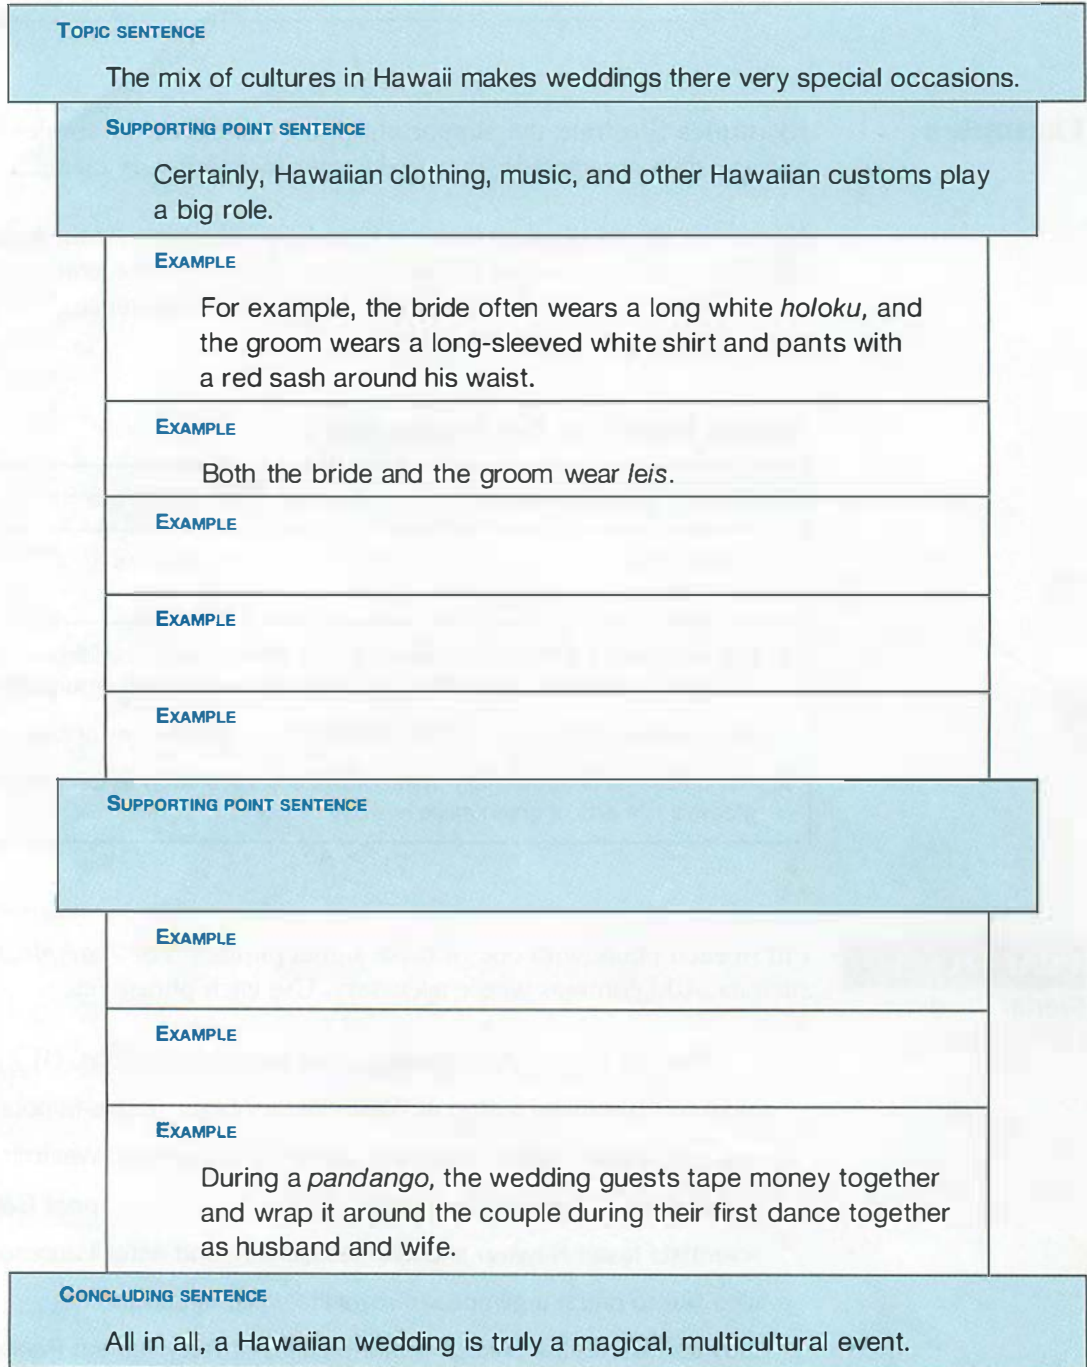 TOPIC SENTENCE
The mix of cultures in Hawaii makes weddings there very special occasions.
SUPPORTING POINT SENTENCE
Certainly, Hawaiian clothing, music, and other Hawaiian customs play
a big role.
EXAMPLE
For example, the bride often wears a long white holoku, and
the groom wears a long-sleeved white shirt and pants with
a red sash around his waist.
EXAMPLE
Both the bride and the groom wear leis.
EXAMPLE
EXAMPLE
EXAMPLE
SUPPORTING POINT SENTENCE
EXAMPLE
EXAMPLE
EXAMPLE
During a pandango, the wedding guests tape money together
and wrap it around the couple during their first dance together
as husband and wife.
CONCLUDING SENTENCE
All in all, a Hawaiian wedding is truly a magical, multicultural event.